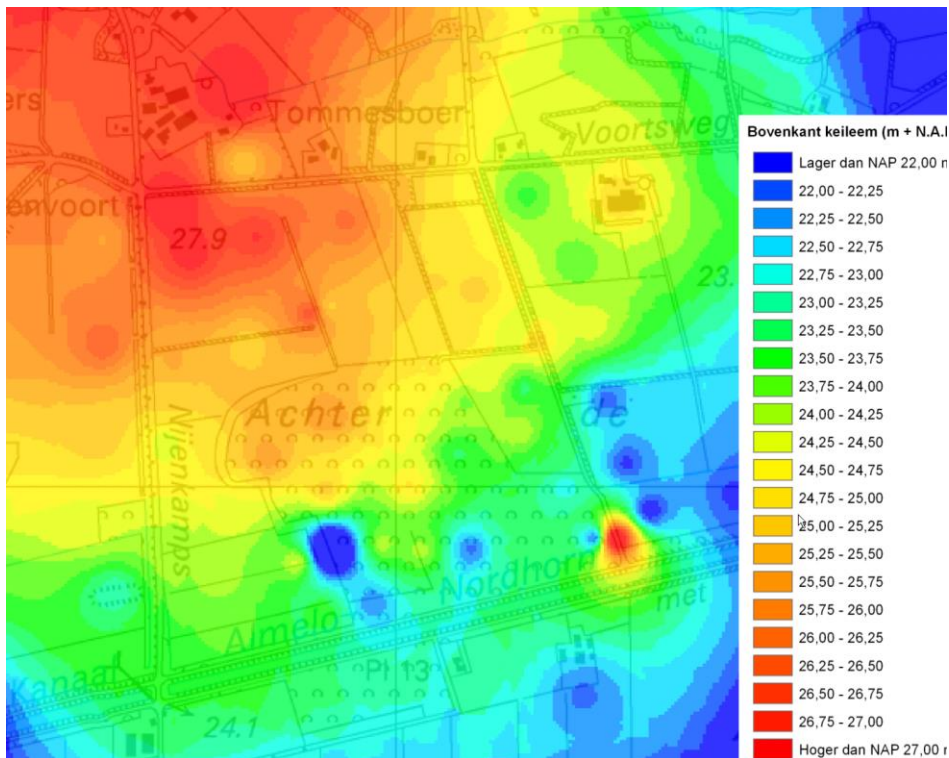 ers
Tommesboer
Voortsweg
envoort
27.9
23.
Achter de
Nijenkamps
Nordhorn
Almelo
met
Pl 13
Kanaal
24.1
Bovenkant keileem (m + N.A.
Lager dan NAP 22,00 m
22,00 - 22,25
22,25 - 22,50
22,50 - 22,75
22,75 - 23,00
23,00 - 23,25
23,25 - 23,50
23,50 - 23,75
23,75 - 24,00
24,00 - 24,25
24,25 - 24,50
24,50 - 24,75
24,75 - 25,00
25,00 - 25,25
25,25 - 25,50
25,50 - 25,75
25,75 - 26,00
26,00 - 26,25
26,25 - 26,50
26,50 - 26,75
26,75 - 27,00
Hoger dan NAP 27,00 m